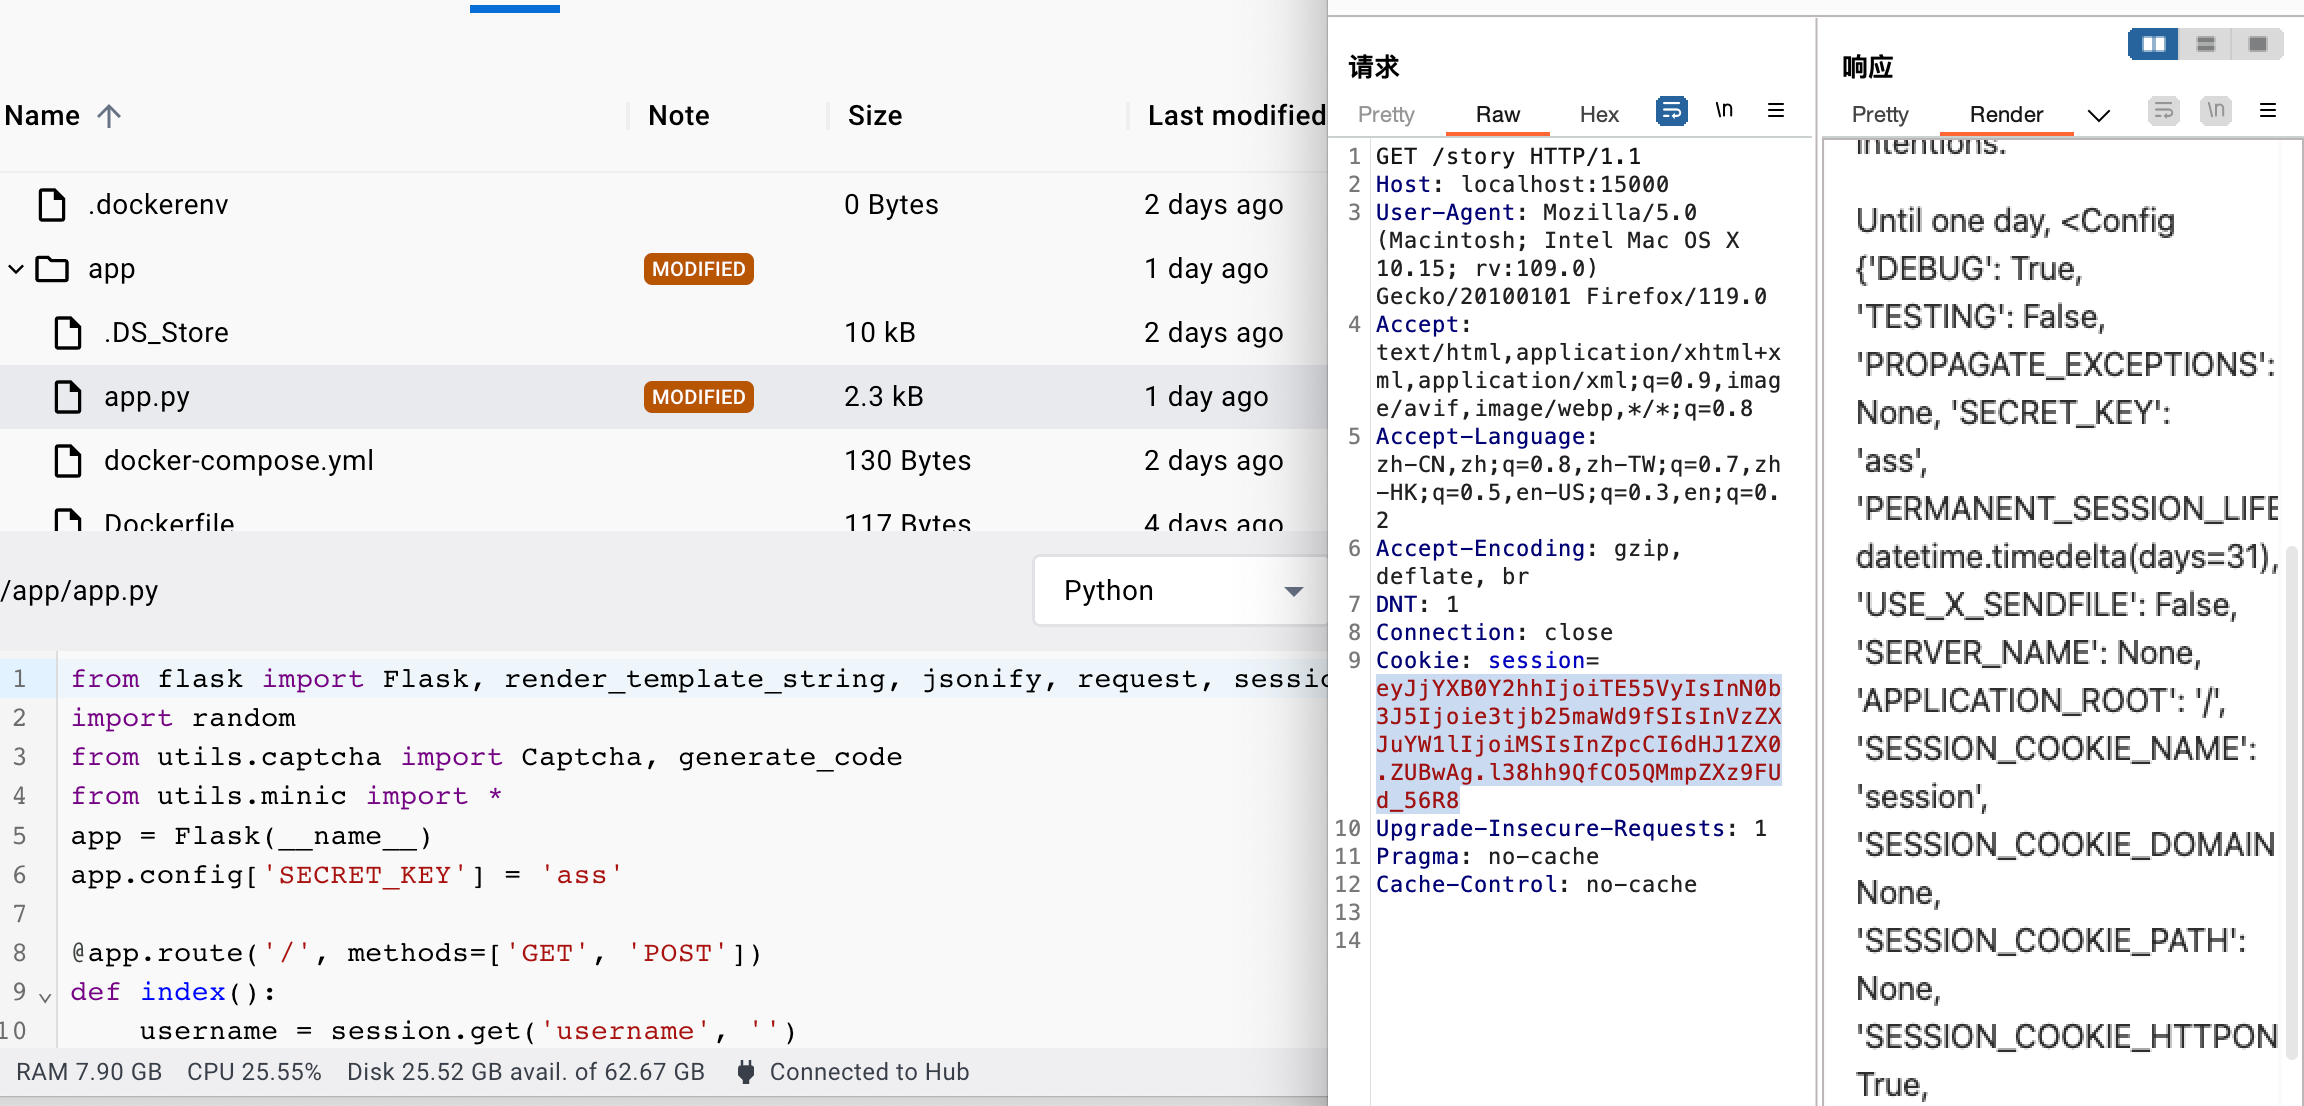 Name
Note
Size
Last modified
.dockerenv
0 Bytes
2 days ago
app
MODIFIED
1 day ago
.DS_Store
10 kB
2 days ago
app.py
MODIFIED
2.3 kB
1 day ago
docker-compose.yml
130 Bytes
2 days ago
Dockerfile
117 Bytes
4 days ago
/app/app.py
Python
1 from flask import Flask, render_template_string, jsonify, request, sessio
2 import random
3 from utils.captcha import Captcha, generate_code
4 from utils.minic import *
5 app = Flask(__name__)
6 app.config['SECRET_KEY'] = 'ass'
7
8 @app.route('/', methods=['GET', 'POST'])
9 def index():
10 username = session.get('username', '')
RAM 7.90 GB CPU 25.55% Disk 25.52 GB avail. of 62.67 GB Connected to Hub
请求
Pretty Raw Hex \n
1 GET /story HTTP/1.1
2 Host: localhost:15000
3 User-Agent: Mozilla/5.0
(Macintosh; Intel Mac OS X
10.15; rv:109.0)
Gecko/20100101 Firefox/119.0
4 Accept:
text/html,application/xhtml+x
ml,application/xml;q=0.9,imag
e/avif,image/webp,*/*;q=0.8
5 Accept-Language:
zh-CN,zh;q=0.8,zh-TW;q=0.7,zh
-HK;q=0.5,en-US;q=0.3,en;q=0.
2
6 Accept-Encoding: gzip,
deflate, br
7 DNT: 1
8 Connection: close
9 Cookie: session=
eyJjYXB0Y2hhIjoiTE55VyIsInN0b
3J5Ijoie3tjb25maWd9fSIsInVzZX
JuYW1lIjoiMSIsInZpcCI6dHJ1ZX0
.ZUBwAg.l38hh9QfCO5QMmpZXz9FU
d_56R8
10 Upgrade-Insecure-Requests: 1
11 Pragma: no-cache
12 Cache-Control: no-cache
13
14
响应
Pretty Render \n
intentions.
Until one day, <Config
{'DEBUG': True,
'TESTING': False,
'PROPAGATE_EXCEPTIONS':
None, 'SECRET_KEY':
'ass',
'PERMANENT_SESSION_LIFE
datetime.timedelta(days=31),
'USE_X_SENDFILE': False,
'SERVER_NAME': None,
'APPLICATION_ROOT': '/',
'SESSION_COOKIE_NAME':
'session',
'SESSION_COOKIE_DOMAIN
None,
'SESSION_COOKIE_PATH':
None,
'SESSION_COOKIE_HTTPON
True,